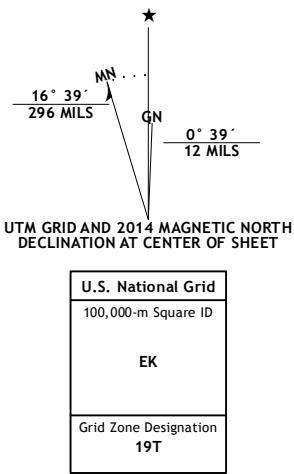 ★
MN
16° 39´
296 MILS
GN
0° 39´
12 MILS
UTM GRID AND 2014 MAGNETIC NORTH
DECLINATION AT CENTER OF SHEET
U.S. National Grid
100,000-m Square ID
EK
Grid Zone Designation
19T